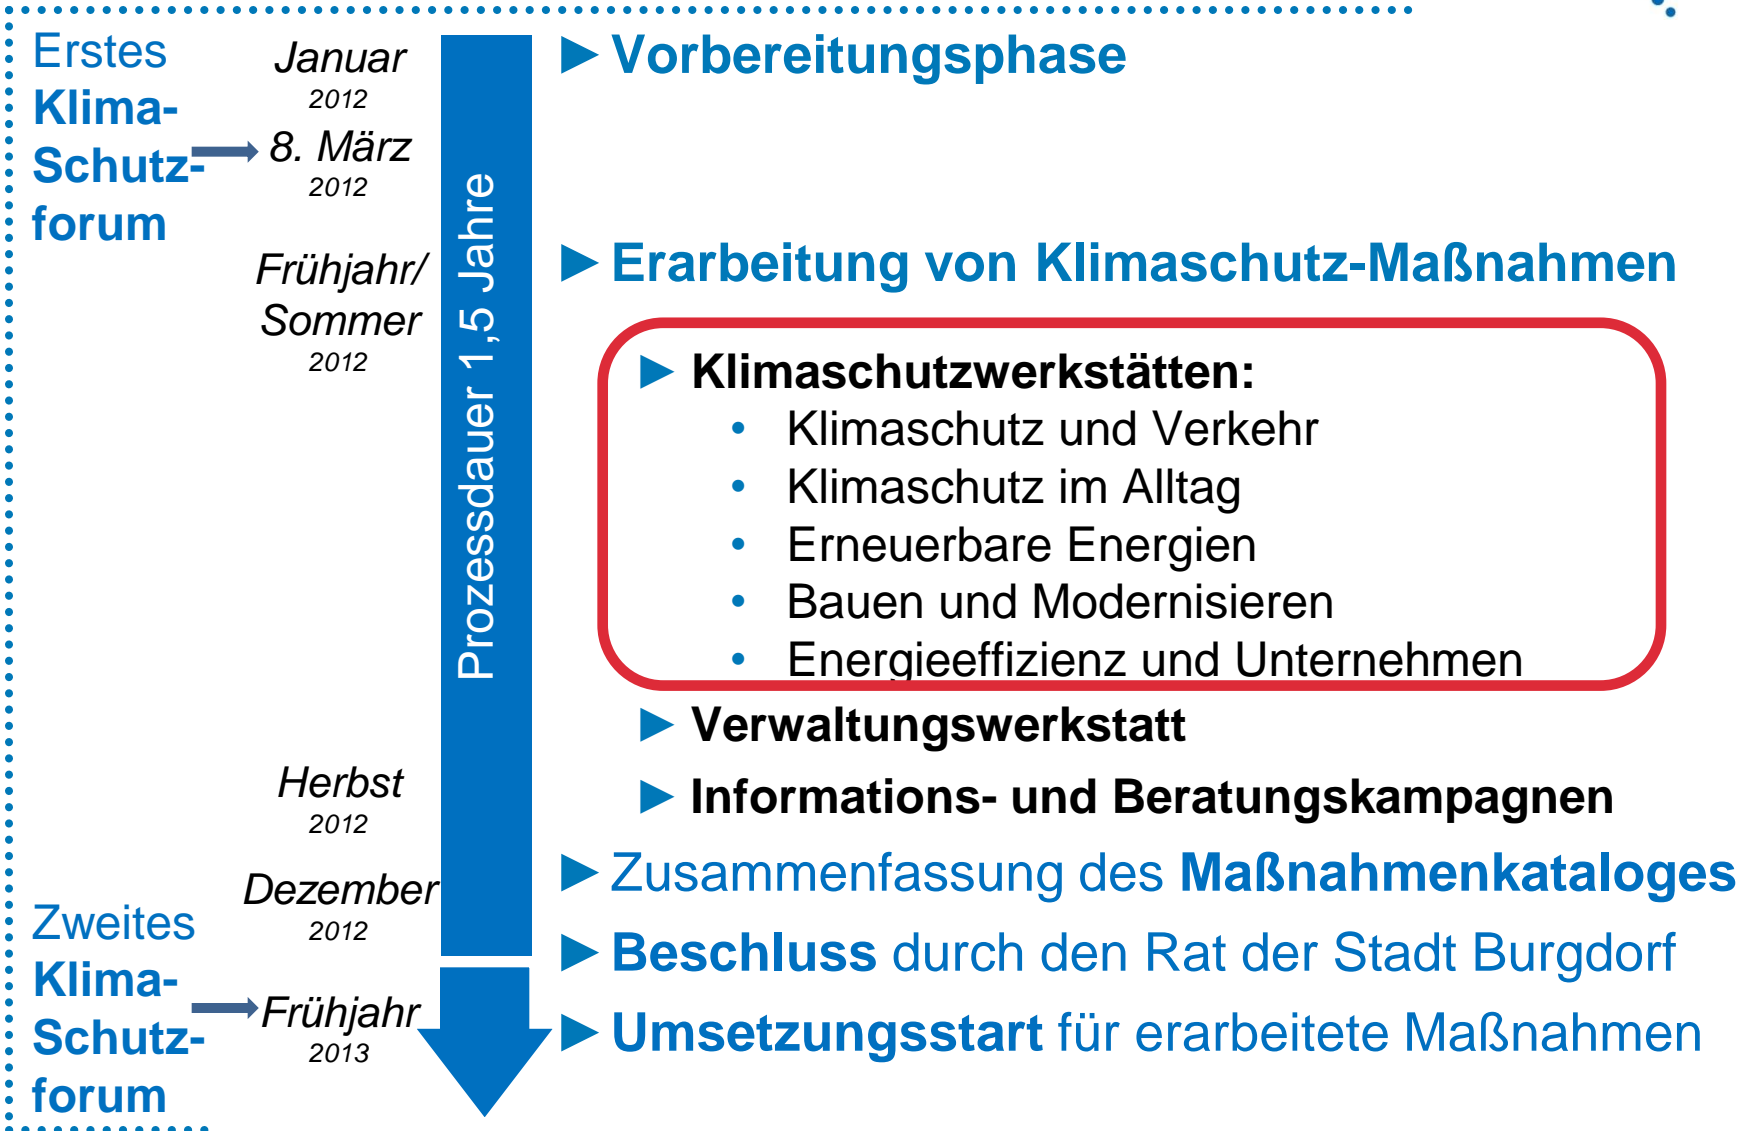 Erstes
Klima-
Schutz-
forum
Januar
2012
8. März
2012
Frühjahr/
Sommer
2012
Herbst
2012
Dezember
2012
Zweites
Klima-
Schutz-
forum
Frühjahr
2013
Prozessdauer 1,5 Jahre
► Vorbereitungsphase
► Erarbeitung von Klimaschutz-Maßnahmen
► Klimaschutzwerkstätten:
• Klimaschutz und Verkehr
• Klimaschutz im Alltag
• Erneuerbare Energien
• Bauen und Modernisieren
• Energieeffizienz und Unternehmen
► Verwaltungswerkstatt
► Informations- und Beratungskampagnen
► Zusammenfassung des Maßnahmenkataloges
► Beschluss durch den Rat der Stadt Burgdorf
► Umsetzungsstart für erarbeitete Maßnahmen